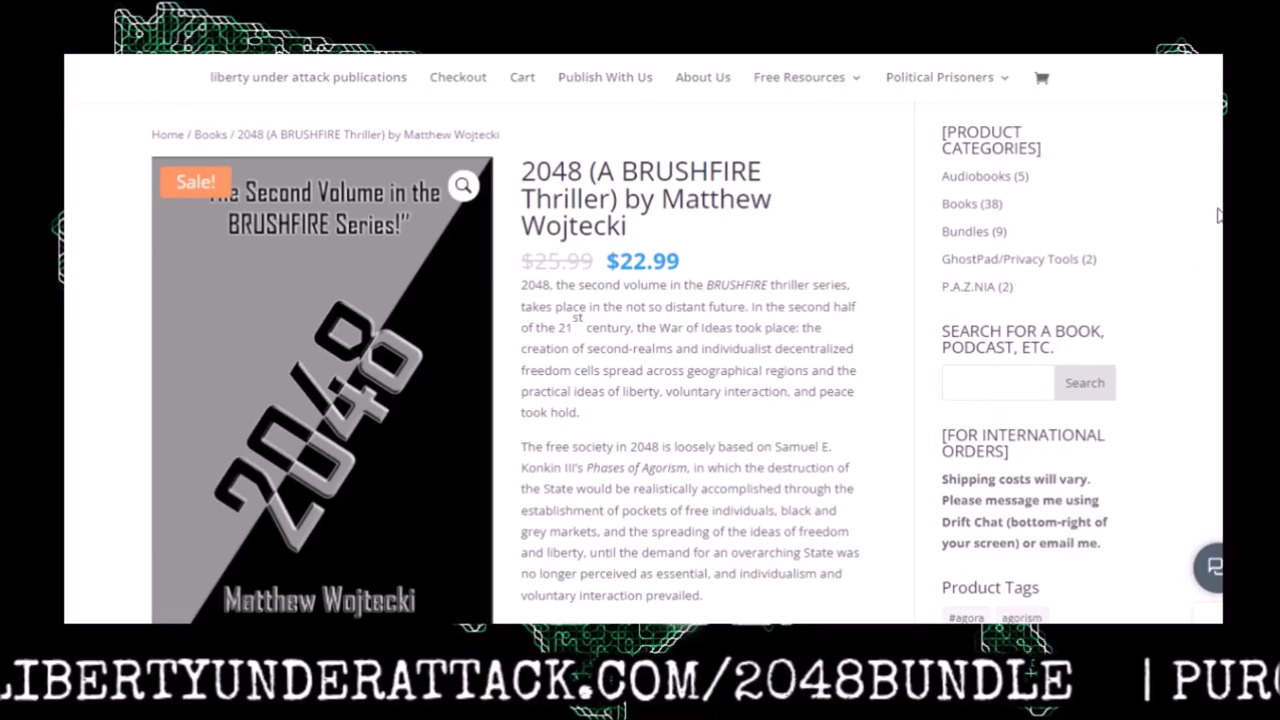 liberty under attack publications Checkout Cart Publish With Us About Us Free Resources Political Prisoners
Home / Books / 2048 (A BRUSHFIRE Thriller) by Matthew Wojtecki
Sale!
The Second Volume in the
BRUSHFIRE Series!”
2048
Matthew Wojtecki
2048 (A BRUSHFIRE
Thriller) by Matthew
Wojtecki
$25.99 $22.99
2048, the second volume in the BRUSHFIRE thriller series,
takes place in the not so distant future. In the second half
of the 21st century, the War of Ideas took place: the
creation of second-realms and individualist decentralized
freedom cells spread across geographical regions and the
practical ideas of liberty, voluntary interaction, and peace
took hold.
The free society in 2048 is loosely based on Samuel E.
Konkin III's Phases of Agorism, in which the destruction of
the State would be realistically accomplished through the
establishment of pockets of free individuals, black and
grey markets, and the spreading of the ideas of freedom
and liberty, until the demand for an overarching State was
no longer perceived as essential, and individualism and
voluntary interaction prevailed.
[PRODUCT
CATEGORIES]
Audiobooks (5)
Books (38)
Bundles (9)
GhostPad/Privacy Tools (2)
P.A.Z.NIA (2)
SEARCH FOR A BOOK,
PODCAST, ETC.
Search
[FOR INTERNATIONAL
ORDERS]
Shipping costs will vary.
Please message me using
Drift Chat (bottom-right of
your screen) or email me.
Product Tags
#agora agorism
LIBERTYUNDERATTACK.COM/2048BUNDLE | PUR